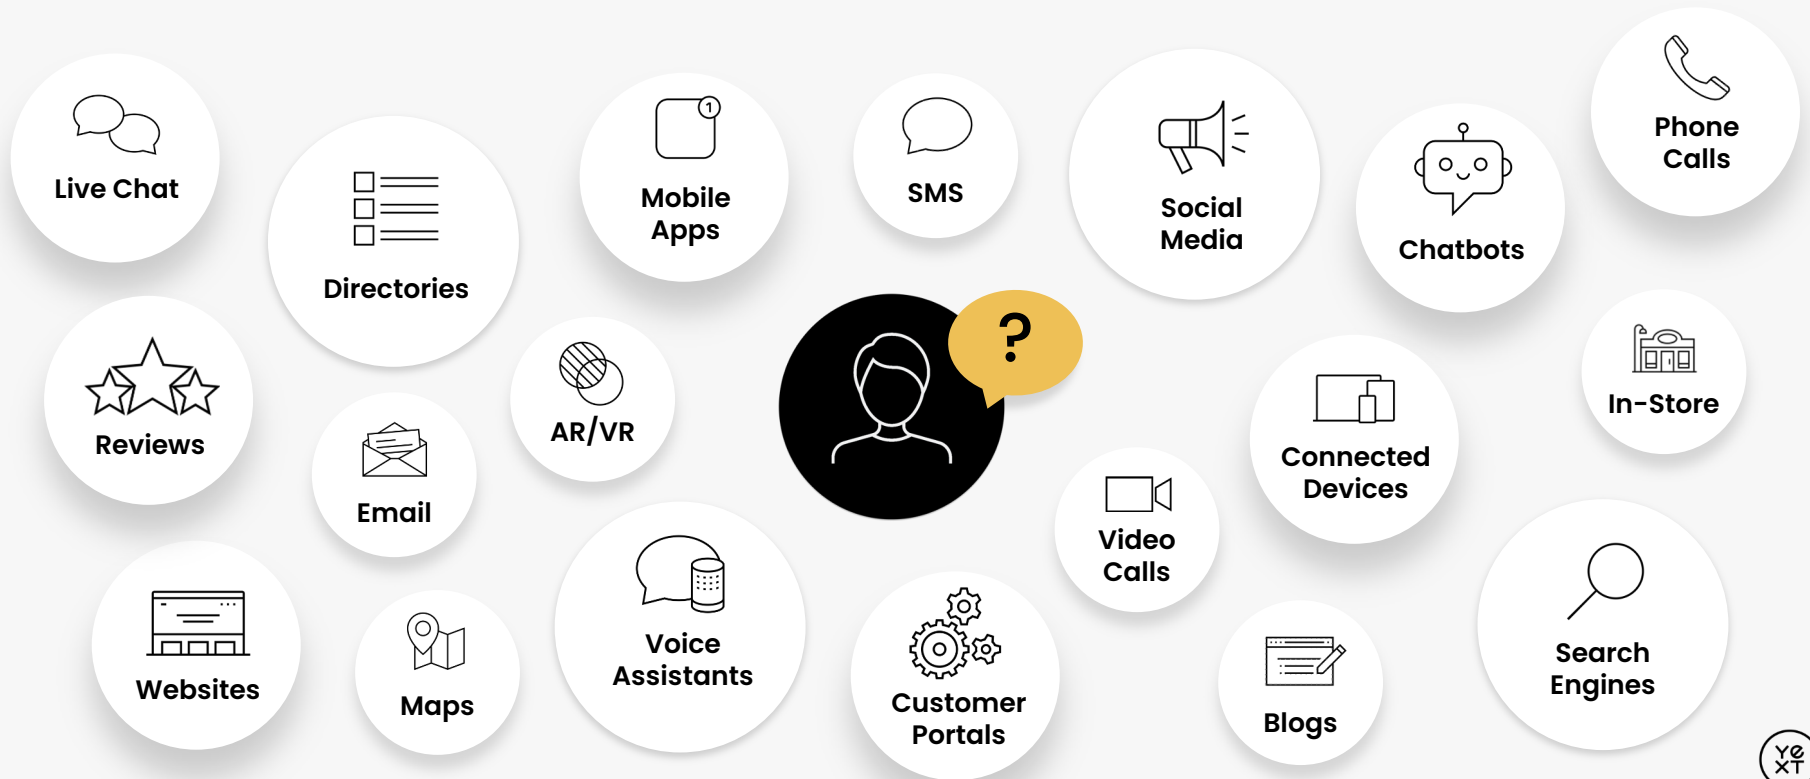 1
Live Chat
Directories
Mobile
Apps
SMS
Social
Media
Chatbots
Phone
Calls
Reviews
Email
AR/VR
?
Connected
Devices
In-Store
Video
Calls
Websites
Maps
Voice
Assistants
Customer
Portals
Blogs
Search
Engines
Ye
XT